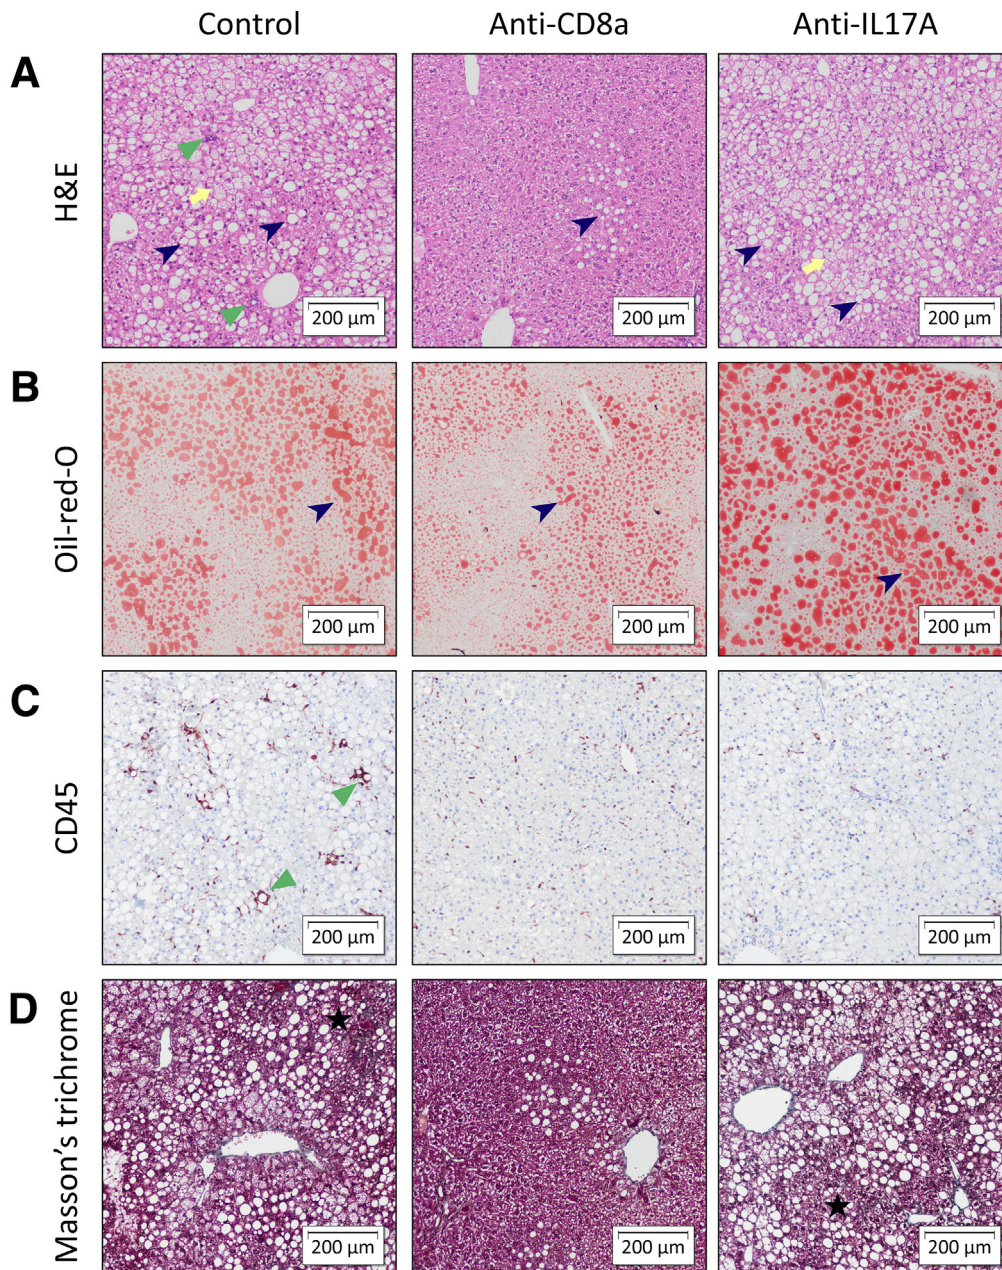 Control Anti-CD8a Anti-IL17A
A
H&E
200 µm 200 µm 200 µm
B
Oil-red-O
200 µm 200 µm 200 µm
C
CD45
200 µm 200 µm 200 µm
D
Masson's trichrome
200 µm 200 µm 200 µm